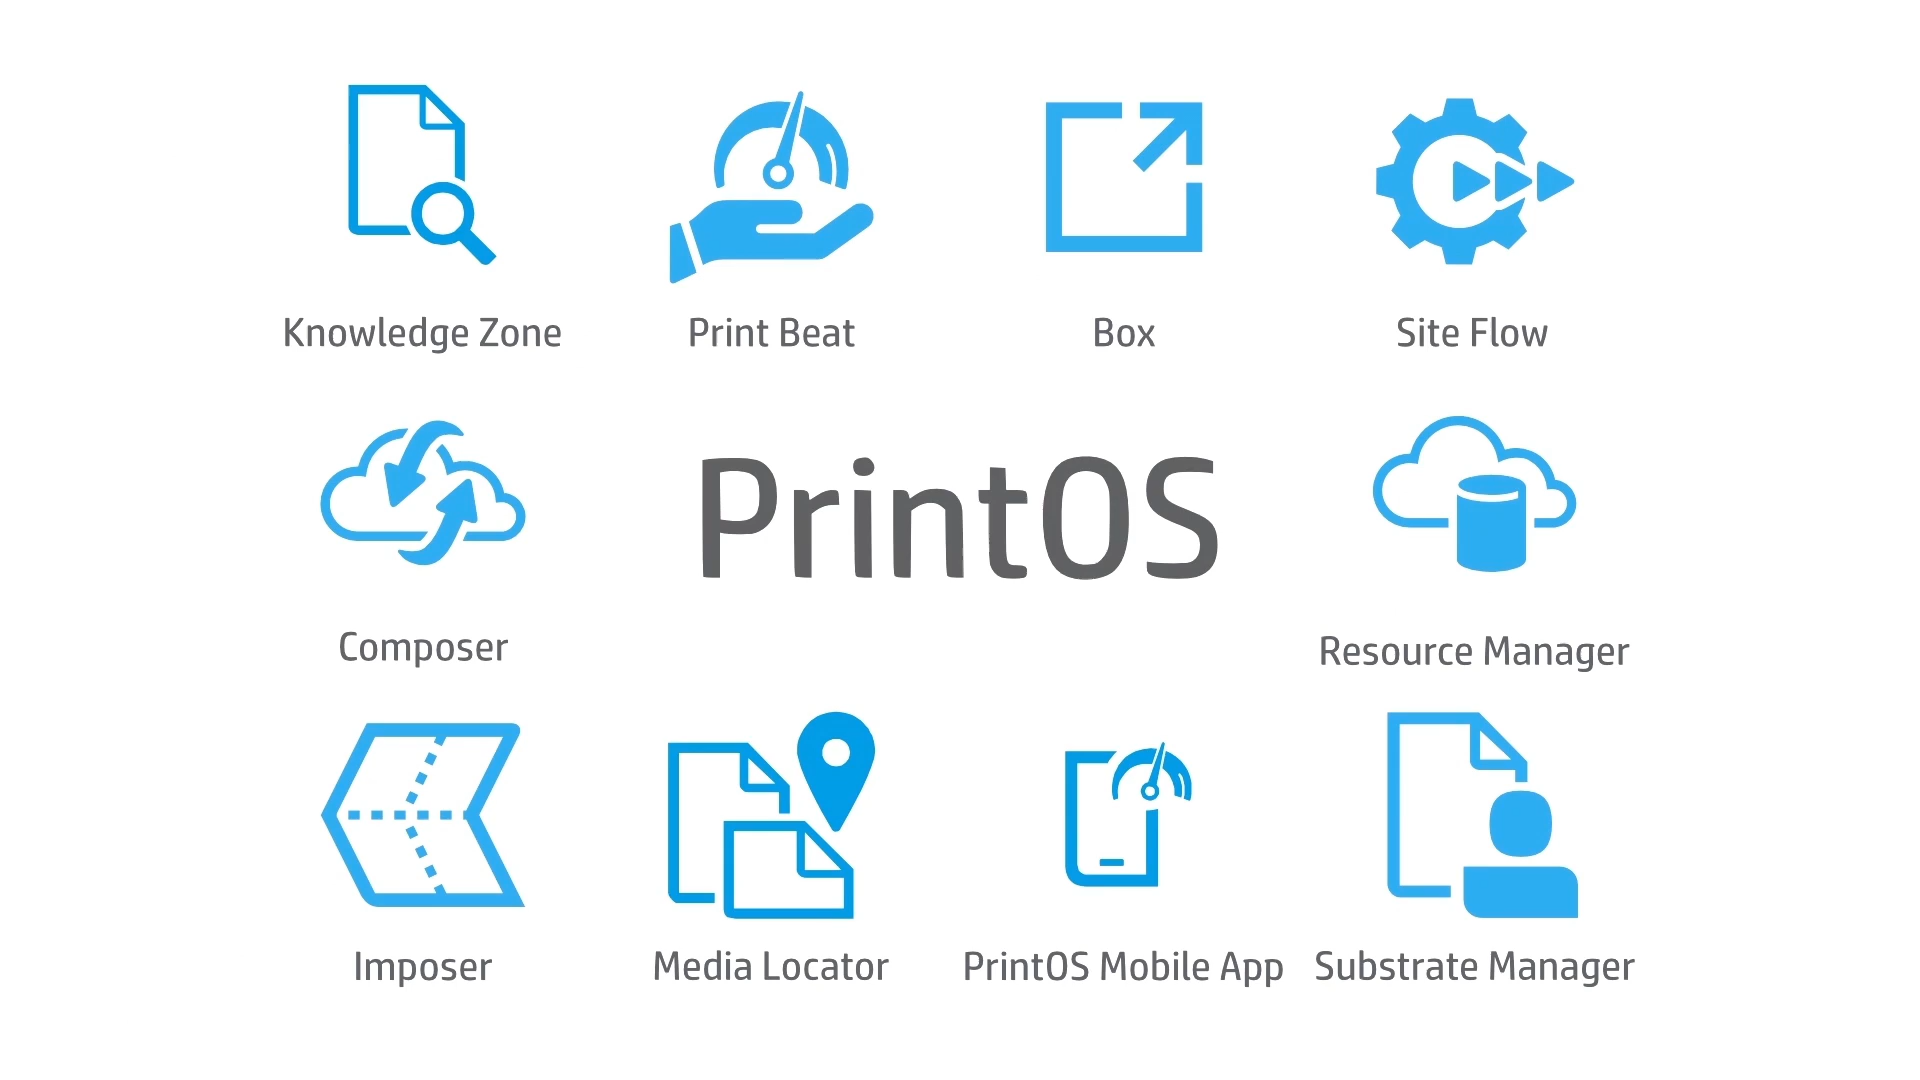 Knowledge Zone
Print Beat
Box
Site Flow
PrintOS
Composer
Resource Manager
Imposer
Media Locator
PrintOS Mobile App
Substrate Manager